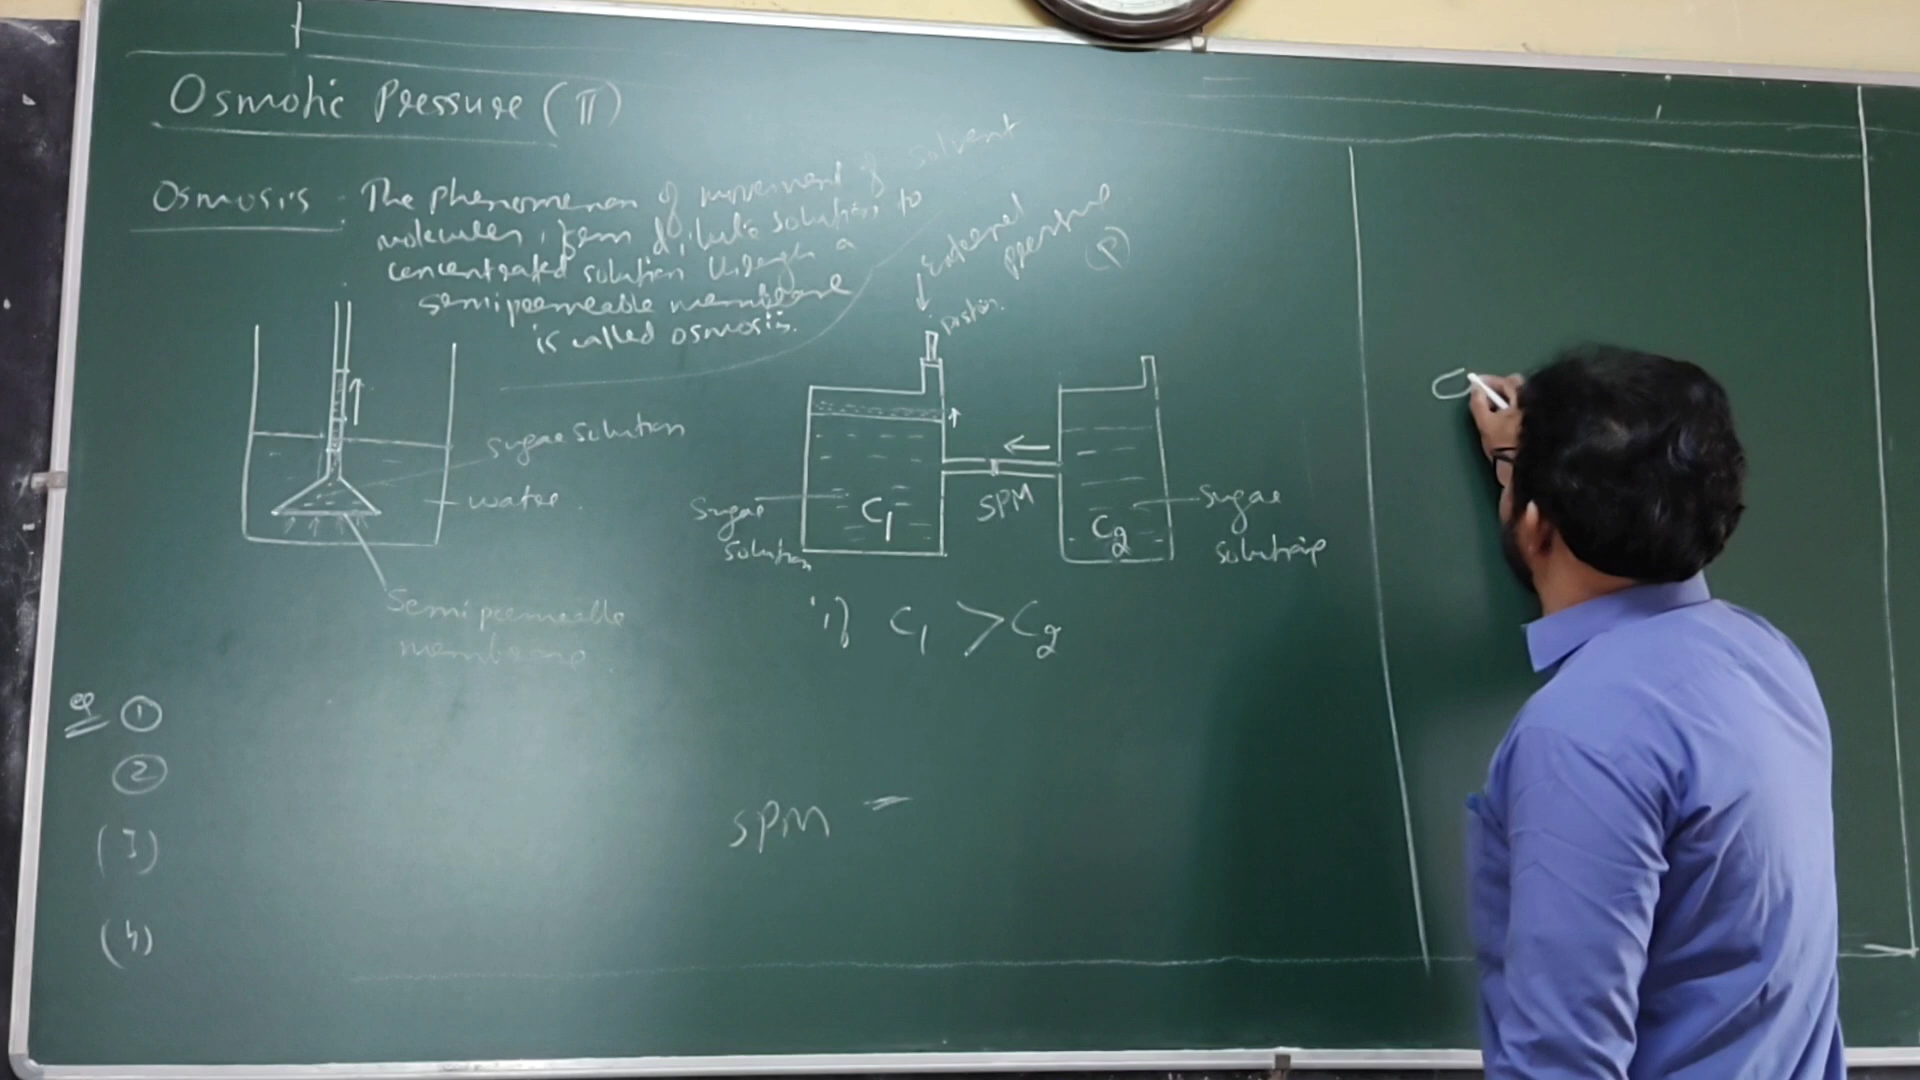 Osmotic Pressure (π)
Osmosis : The phenomenon of movement of solvent
molecules, from dilute solution to
concentrated solution through a
semipermeable membrane
is called osmosis.
External
pressure
(P)
Piston.
sugar solution
water.
Semipermeable
membrane.
Sugar
solution
C1
SPM
C2
Sugar
solution
if C1 > C2
eg 1
2
(3)
(4)
SPM -